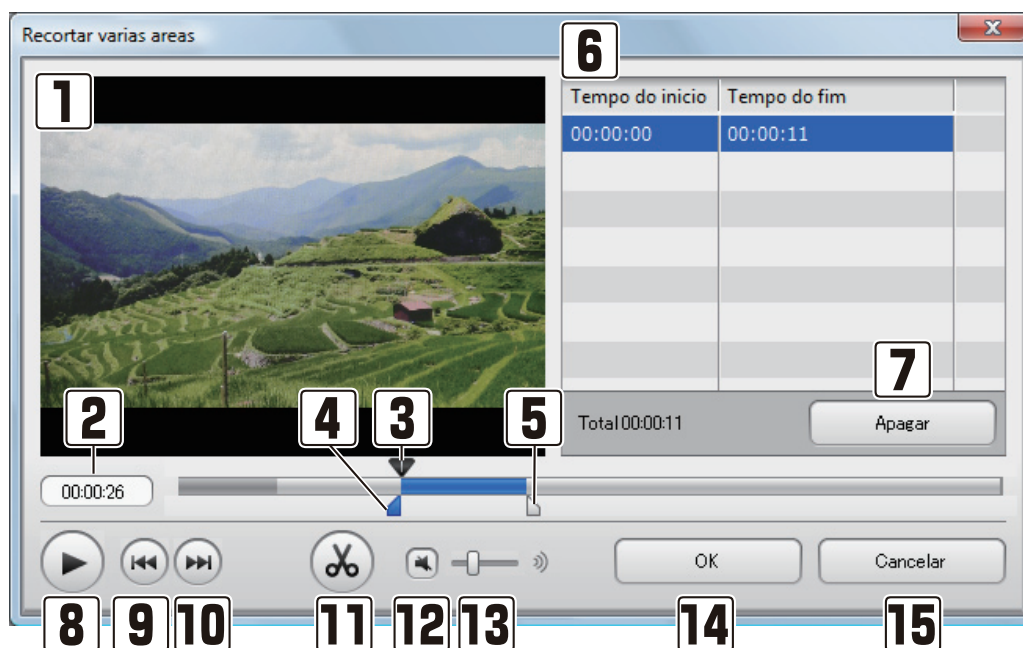 Recortar varias areas
x
1
6
Tempo do inicio Tempo do fim
00:00:00 00:00:11
7
2
4
3
5
Total 00:00:11
Apagar
00:00:26
OK
Cancelar
8
9
10
11
12
13
14
15